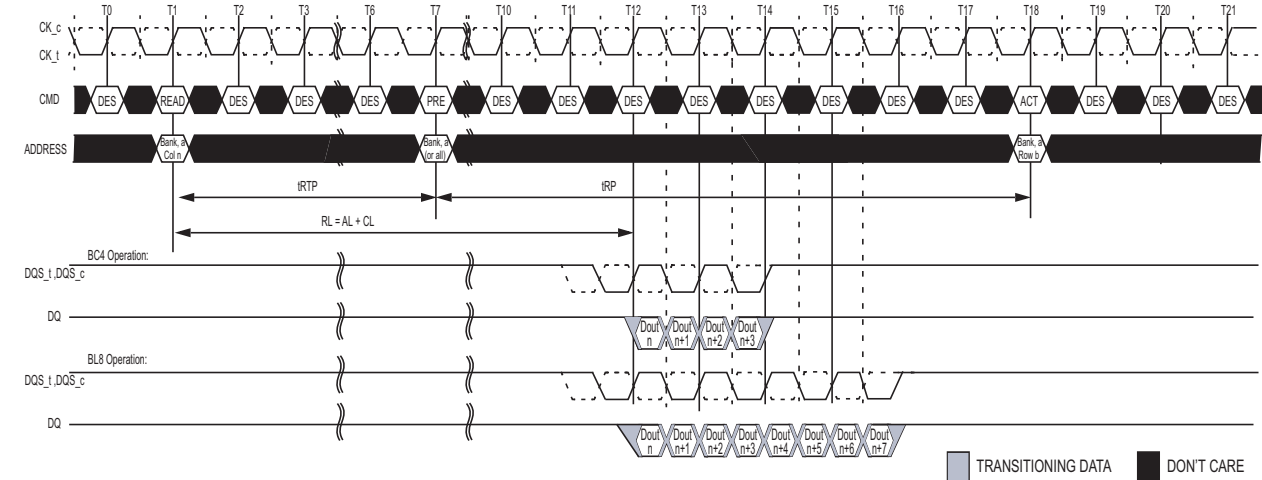 T0 T1 T2 T3 T6 T7 T10 T11 T12 T13 T14 T15 T16 T17 T18 T19 T20 T21
CK_c
CK_t
CMD DES READ DES DES DES PRE DES DES DES DES DES DES DES DES ACT DES DES DES
ADDRESS
Bank, a
Col n
Bank, a
(or all)
Bank, a
Row b
tRTP tRP
RL = AL + CL
BC4 Operation:
DQS_t ,DQS_c
DQ
Dout
n
Dout
n+1
Dout
n+2
Dout
n+3
BL8 Operation:
DQS_t ,DQS_c
DQ
Dout
n
Dout
n+1
Dout
n+2
Dout
n+3
Dout
n+4
Dout
n+5
Dout
n+6
Dout
n+7
TRANSITIONING DATA DON'T CARE